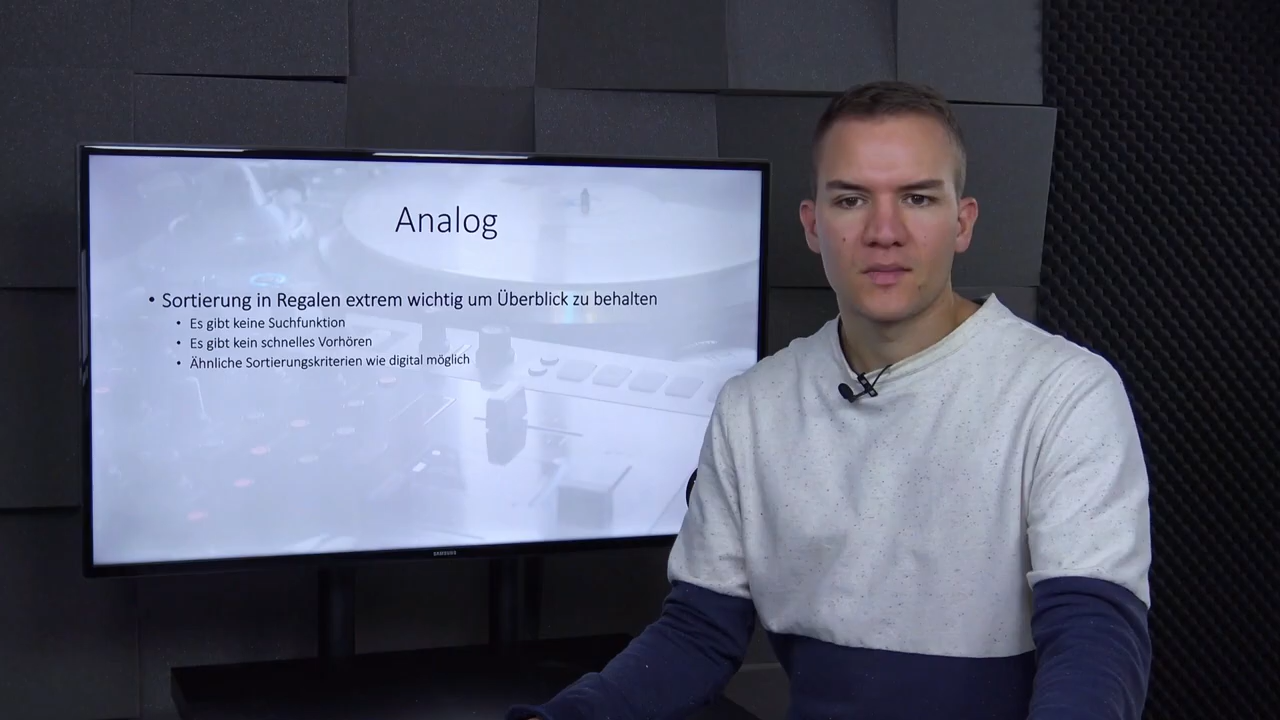 Analog
• Sortierung in Regalen extrem wichtig um Überblick zu behalten
• Es gibt keine Suchfunktion
• Es gibt kein schnelles Vorhören
• Ähnliche Sortierungskriterien wie digital möglich
SAMSUNG